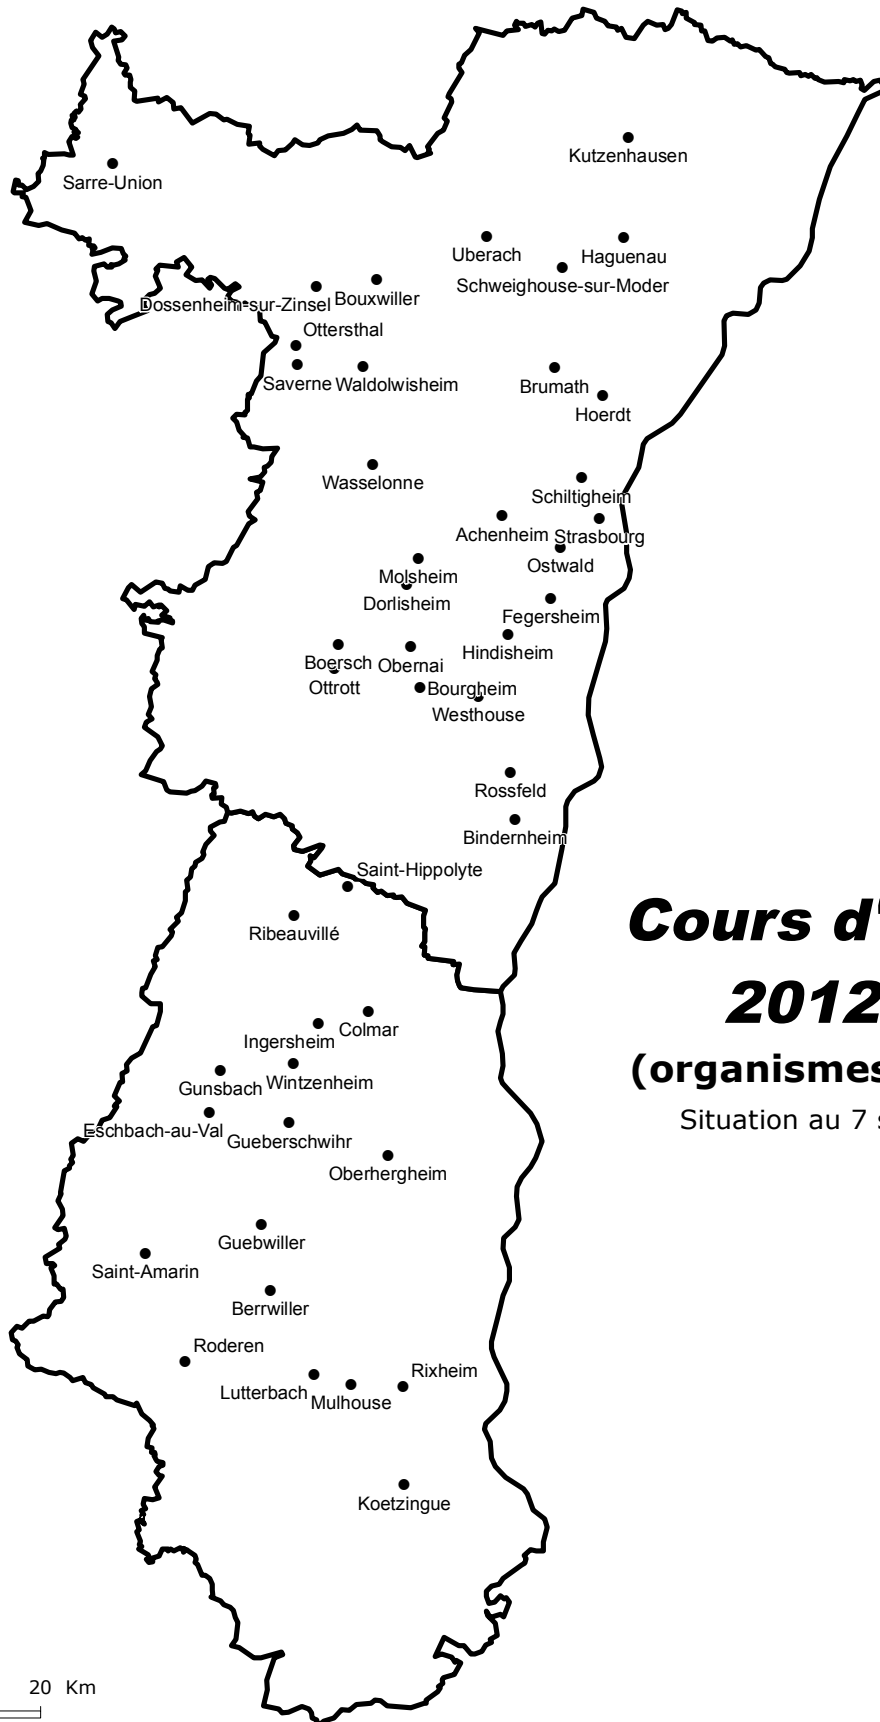 Kutzenhausen
Sarre-Union
Uberach
Haguenau
Schweighouse-sur-Moder
Dossenheim-sur-Zinsel
Bouxwiller
Ottersthal
Saverne
Waldolwisheim
Brumath
Hoerdt
Wasselonne
Schiltigheim
Achenheim
Strasbourg
Ostwald
Molsheim
Dorlisheim
Fegersheim
Hindisheim
Boersch
Obernai
Ottrott
Bourgheim
Westhouse
Rossfeld
Bindernheim
Saint-Hippolyte
Ribeauvillé
Cours d'
2012
(organismes
Situation au 7 s
Colmar
Ingersheim
Wintzenheim
Gunsbach
Eschbach-au-Val
Gueberschwihr
Oberhergheim
Guebwiller
Saint-Amarin
Berrwiller
Roderen
Rixheim
Lutterbach
Mulhouse
Koetzingue
20 Km